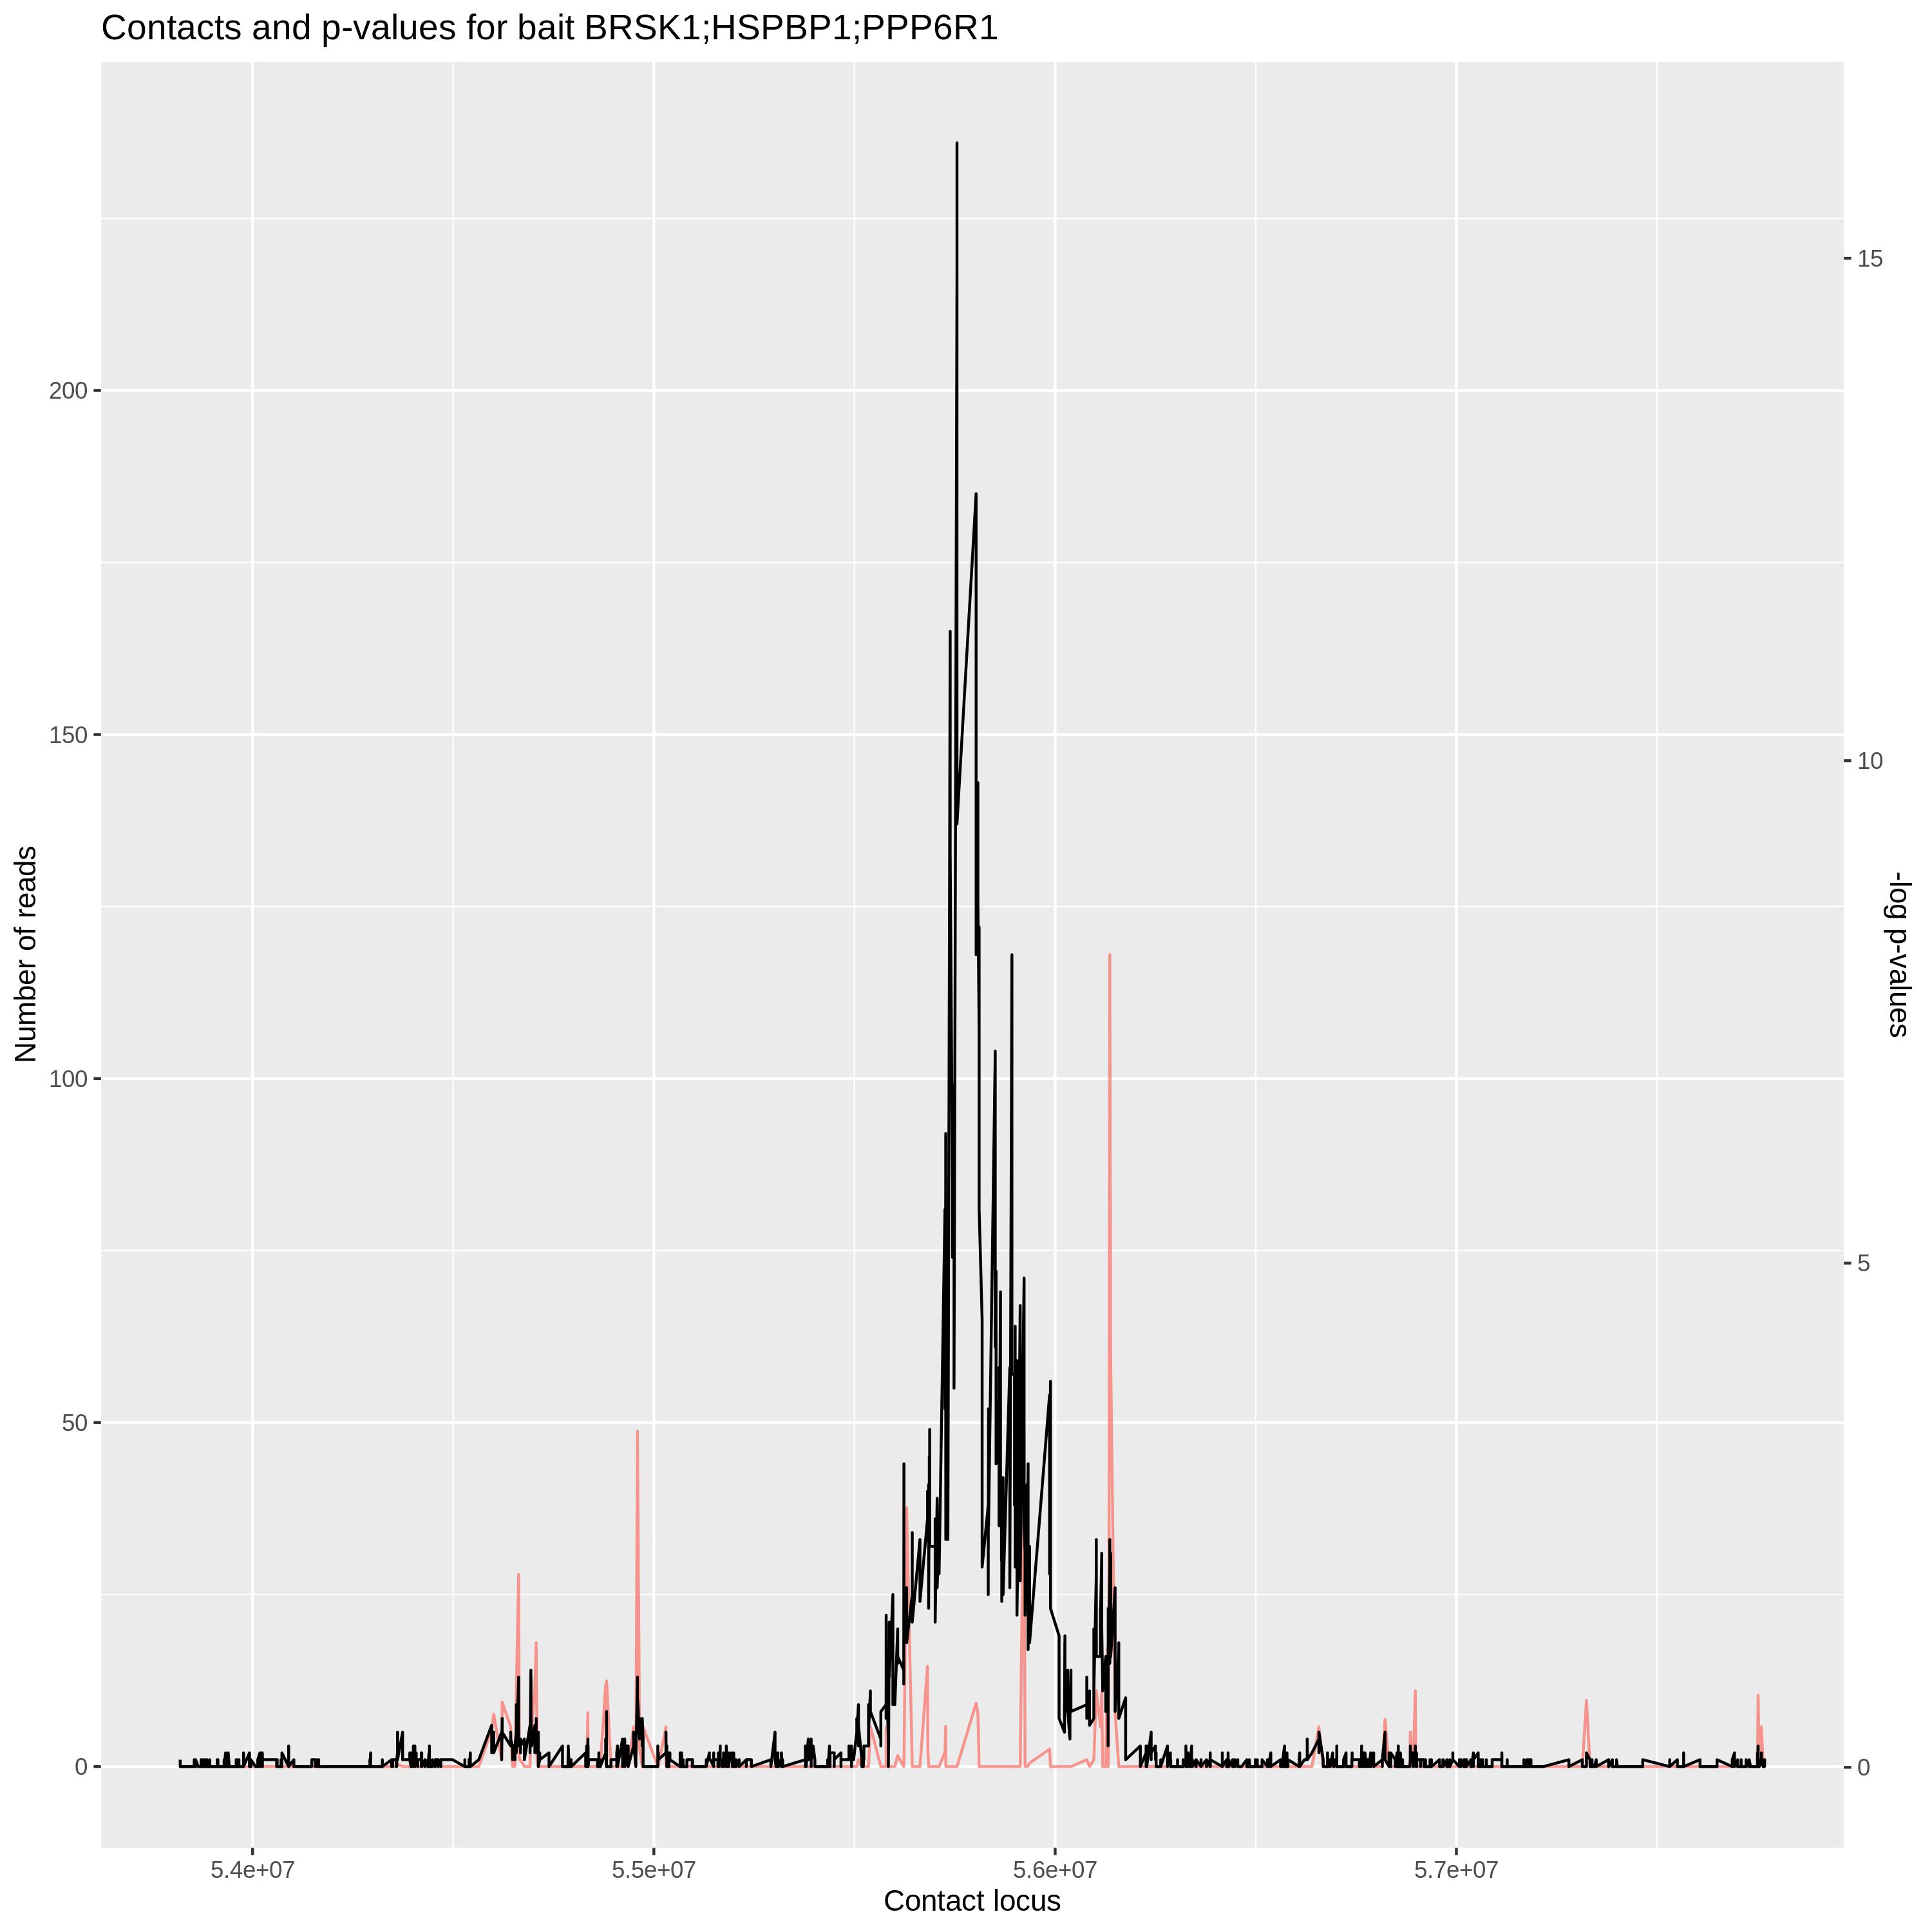 Contacts and p-values for bait BRSK1;HSPBP1;PPP6R1
Number of reads
200
150
100
50
0
15
10
5
0
-log p-values
5.4e+07
5.5e+07
5.6e+07
5.7e+07
Contact locus